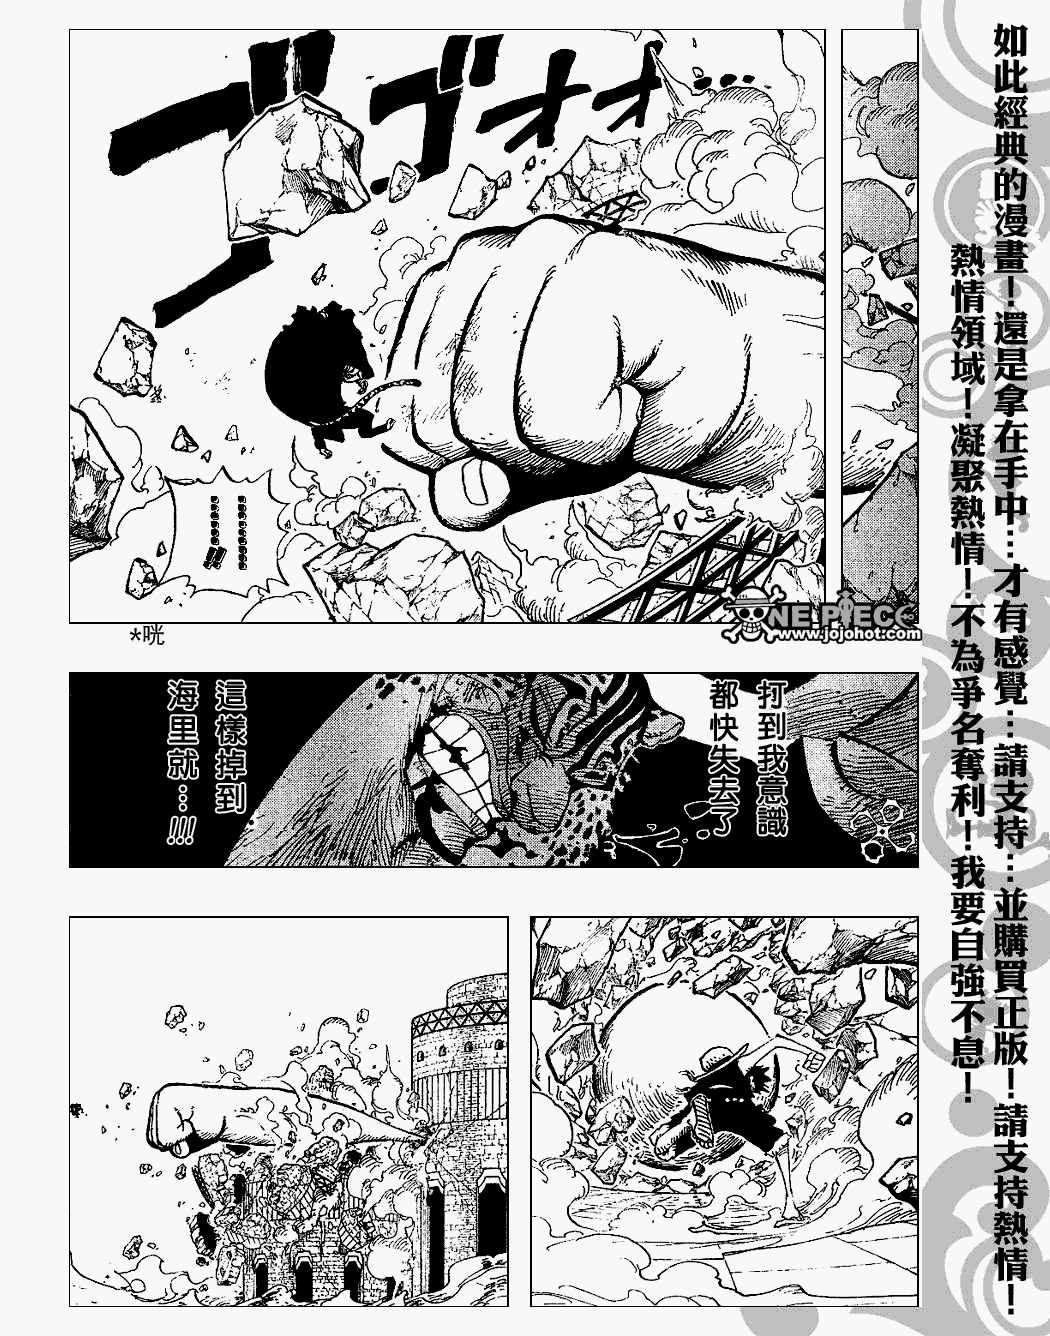 如此經典的漫畫！還是拿在手中…才有感覺…請支持…並購買正版！請支持熱情！
熱情領域！凝聚熱情！不為爭名奪利！我要自強不息！
ゴゴォォ…
………………!!
ONE PIECE
www.jojohot.com
*咣
打到我意識
都快失去了
這樣掉到
海里就…!!!!